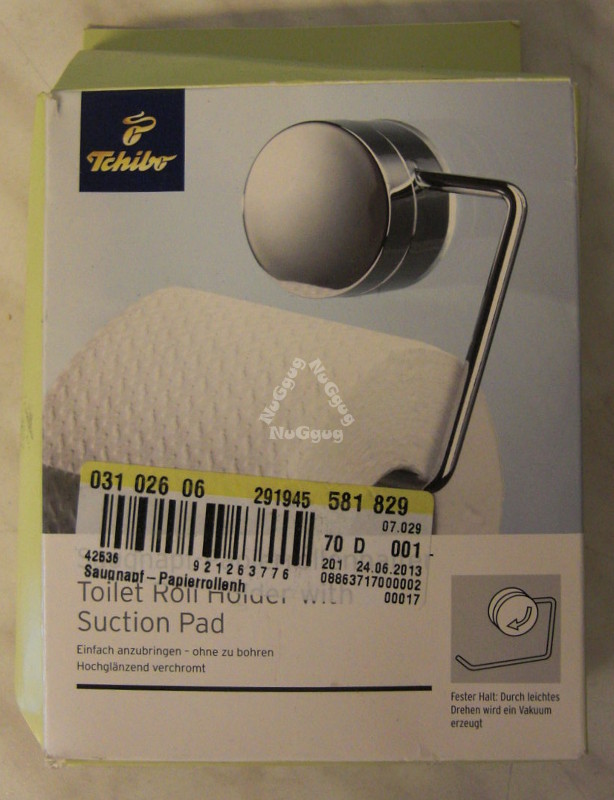 Tchibo
NuGgug NuGgug
NuGgug
031 026 06 291945 581 829
07.029
70 D 001-
42536 921263776 201 24.06.2013
Saugnapf-Papierrollenh 08863717000002
00017
Toilet Roll Holder with
Suction Pad
Einfach anzubringen – ohne zu bohren
Hochglänzend verchromt
Fester Halt: Durch leichtes
Drehen wird ein Vakuum
erzeugt